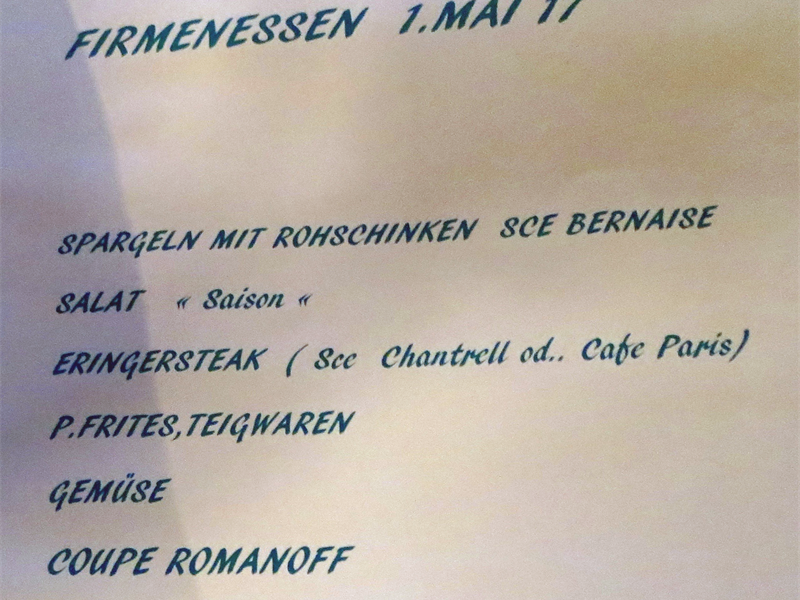 FIRMENESSEN 1.MAI 17
SPARGELN MIT ROHSCHINKEN SCE BERNAISE
SALAT « Saison «
ERINGERSTEAK ( Sce Chantrell od.. Cafe Paris)
P.FRITES,TEIGWAREN
GEMÜSE
COUPE ROMANOFF